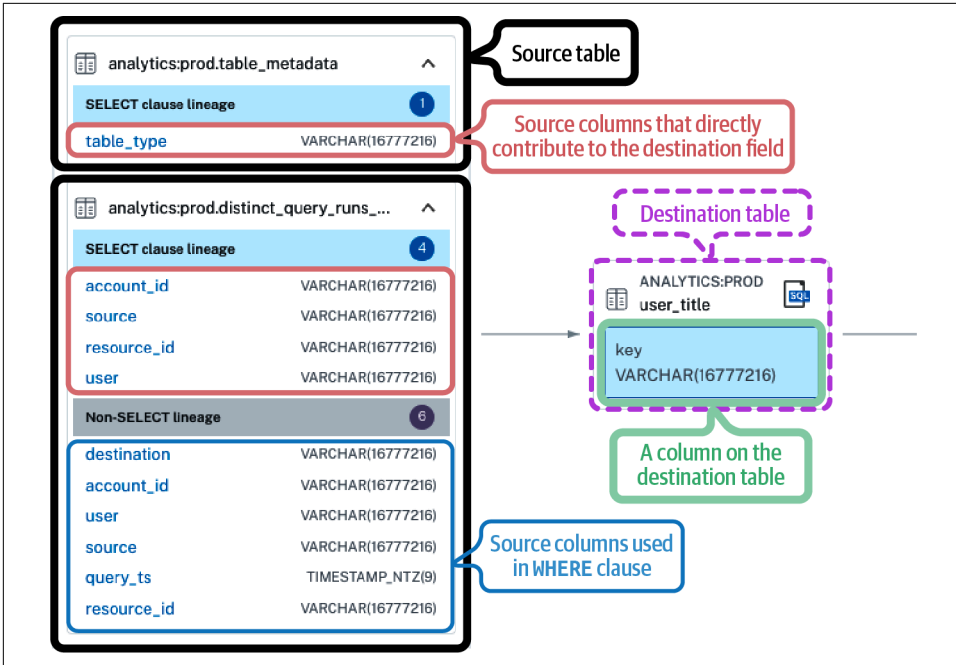 analytics:prod.table_metadata
Source table
SELECT clause lineage 1
table_type VARCHAR(16777216)
Source columns that directly
contribute to the destination field
analytics:prod.distinct_query_runs_...
SELECT clause lineage 4
account_id VARCHAR(16777216)
source VARCHAR(16777216)
resource_id VARCHAR(16777216)
user VARCHAR(16777216)
Non-SELECT lineage 6
destination VARCHAR(16777216)
account_id VARCHAR(16777216)
user VARCHAR(16777216)
source VARCHAR(16777216)
query_ts TIMESTAMP_NTZ(9)
resource_id VARCHAR(16777216)
Source columns used
in WHERE clause
Destination table
ANALYTICS:PROD
user_title
SQL
key
VARCHAR(16777216)
A column on the
destination table